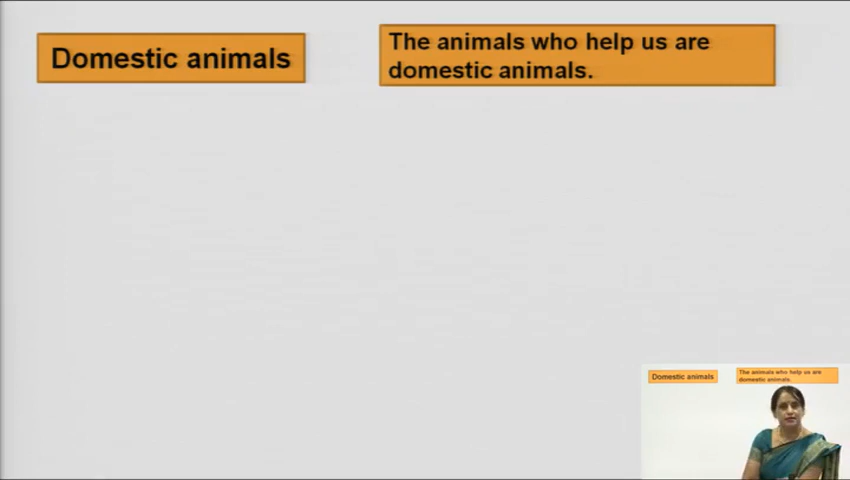 Domestic animals
The animals who help us are
domestic animals.
Domestic animals
The animals who help us are
domestic animals.